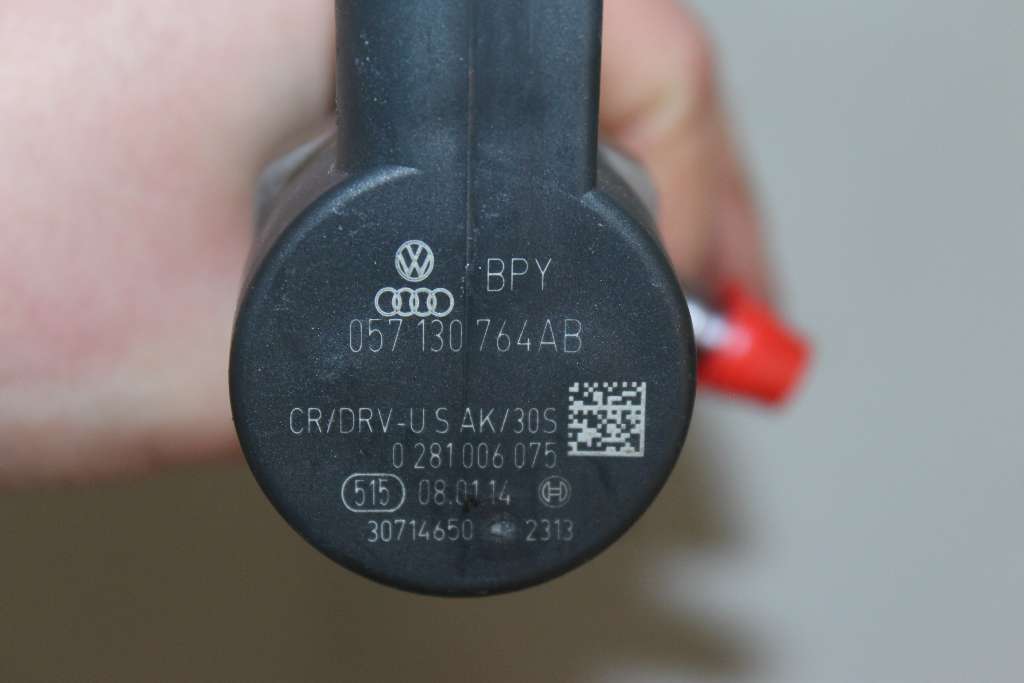 BPY
057 130 764AB
CR/DRV-U S AK/30S
0 281 006 075
515 08.01.14
30714650 2313